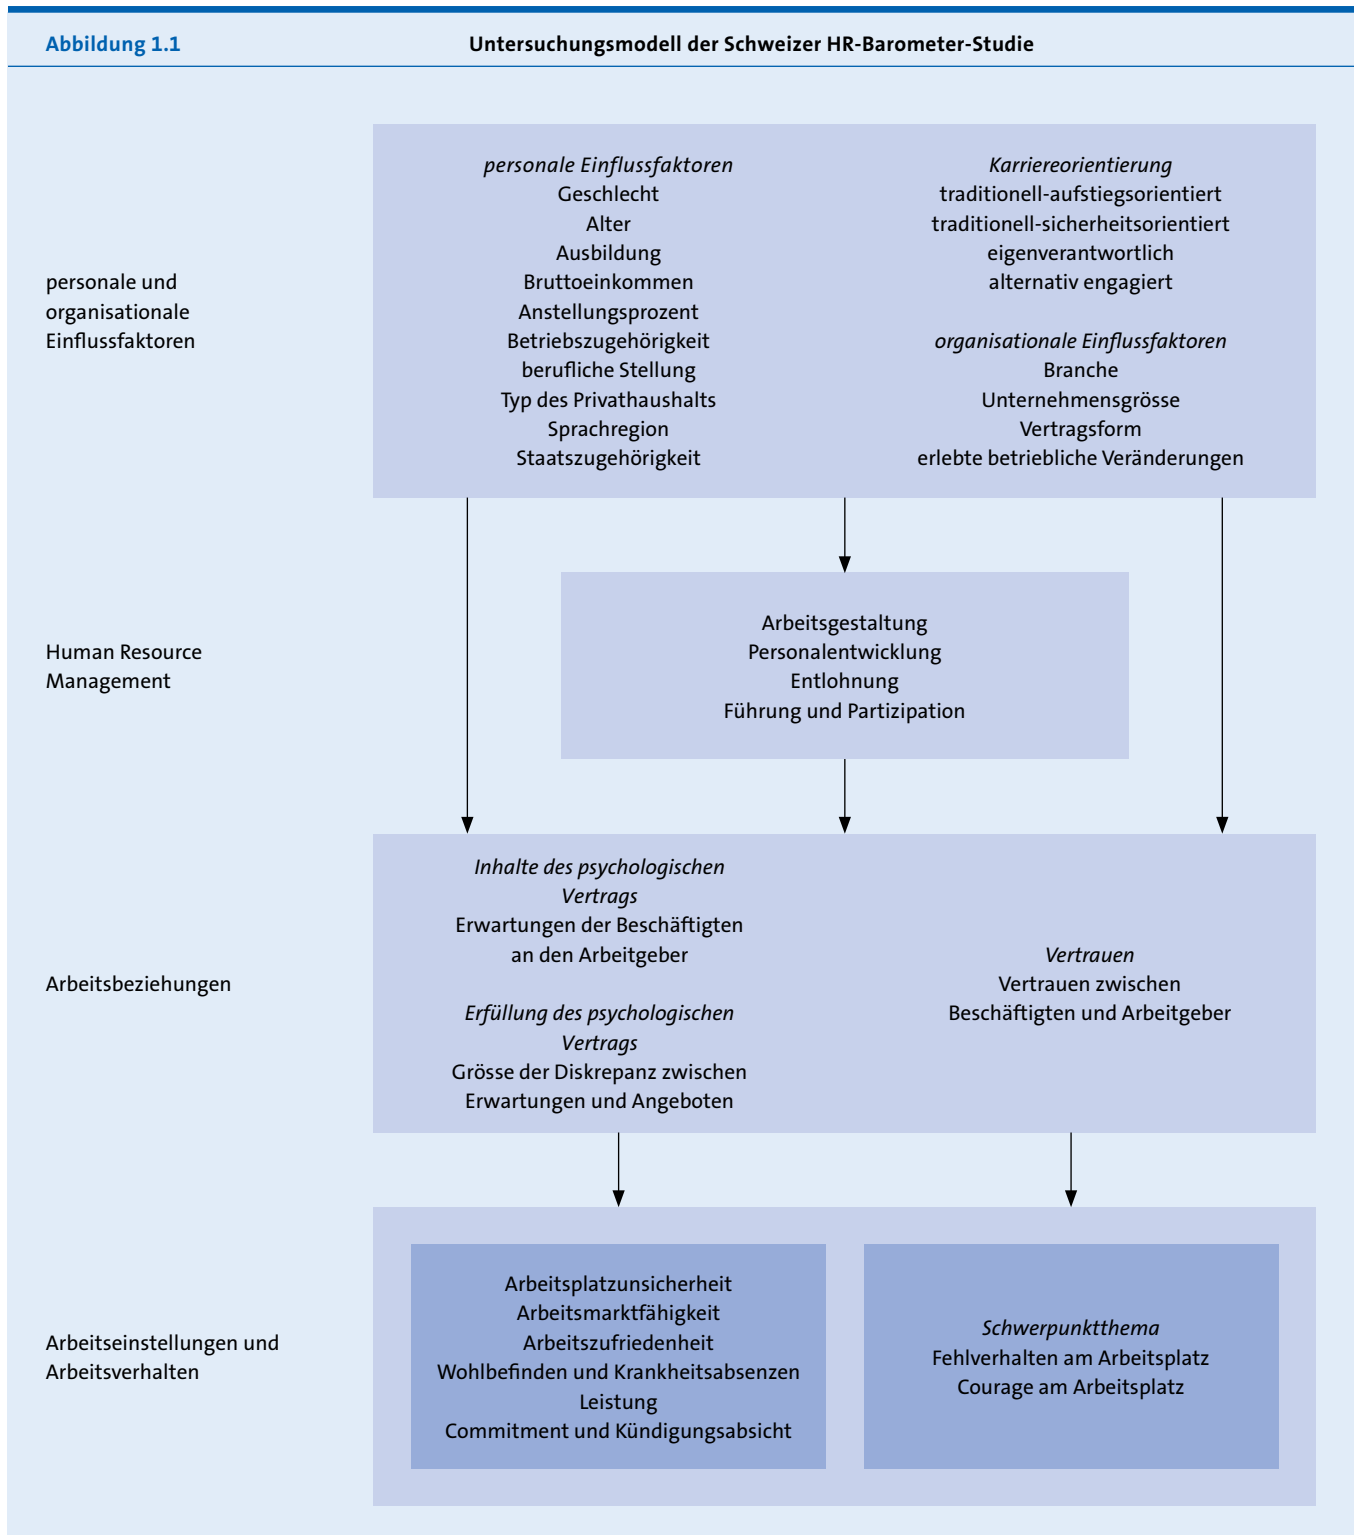 Abbildung 1.1
Untersuchungsmodell der Schweizer HR-Barometer-Studie
personale und
organisationale
Einflussfaktoren
personale Einflussfaktoren
Geschlecht
Alter
Ausbildung
Bruttoeinkommen
Anstellungsprozent
Betriebszugehörigkeit
berufliche Stellung
Typ des Privathaushalts
Sprachregion
Staatszugehörigkeit
Karriereorientierung
traditionell-aufstiegsorientiert
traditionell-sicherheitsorientiert
eigenverantwortlich
alternativ engagiert
organisationale Einflussfaktoren
Branche
Unternehmensgrösse
Vertragsform
erlebte betriebliche Veränderungen
Human Resource
Management
Arbeitsgestaltung
Personalentwicklung
Entlohnung
Führung und Partizipation
Arbeitsbeziehungen
Inhalte des psychologischen
Vertrags
Erwartungen der Beschäftigten
an den Arbeitgeber
Erfüllung des psychologischen
Vertrags
Grösse der Diskrepanz zwischen
Erwartungen und Angeboten
Vertrauen
Vertrauen zwischen
Beschäftigten und Arbeitgeber
Arbeitseinstellungen und
Arbeitsverhalten
Arbeitsplatzunsicherheit
Arbeitsmarktfähigkeit
Arbeitszufriedenheit
Wohlbefinden und Krankheitsabsenzen
Leistung
Commitment und Kündigungsabsicht
Schwerpunktthema
Fehlverhalten am Arbeitsplatz
Courage am Arbeitsplatz